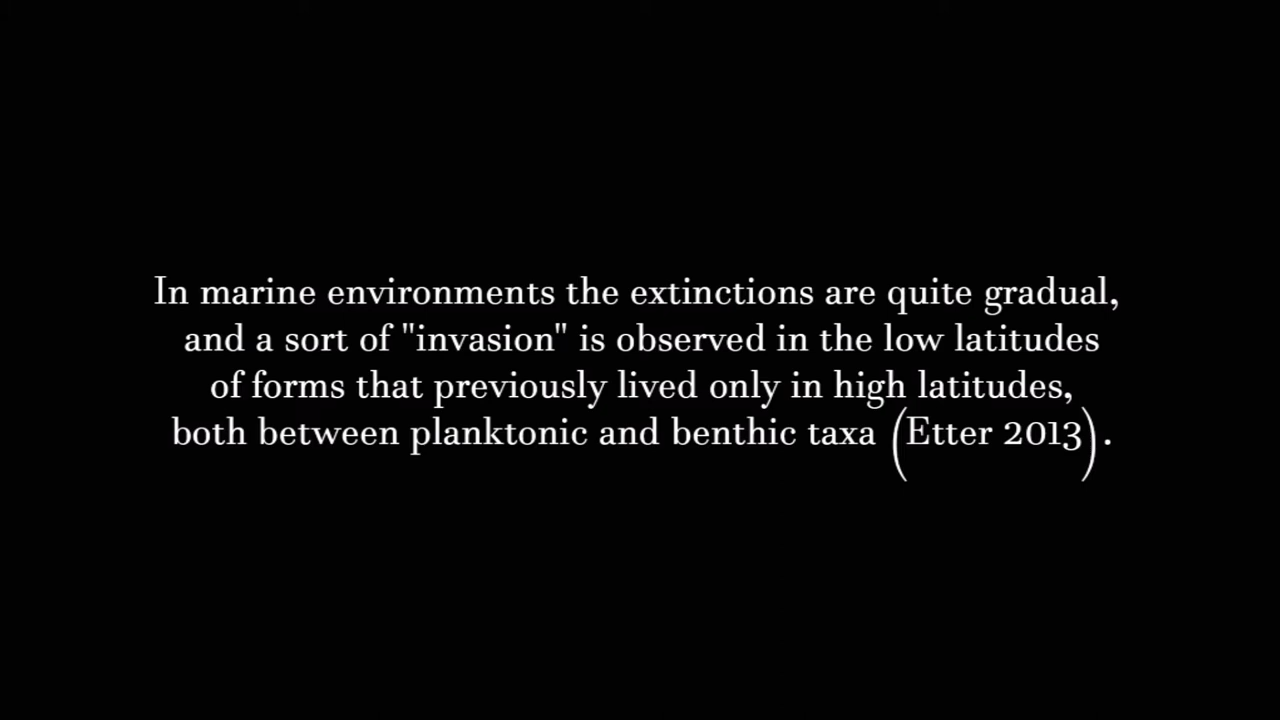 In marine environments the extinctions are quite gradual,
and a sort of "invasion" is observed in the low latitudes
of forms that previously lived only in high latitudes,
both between planktonic and benthic taxa (Etter 2013).